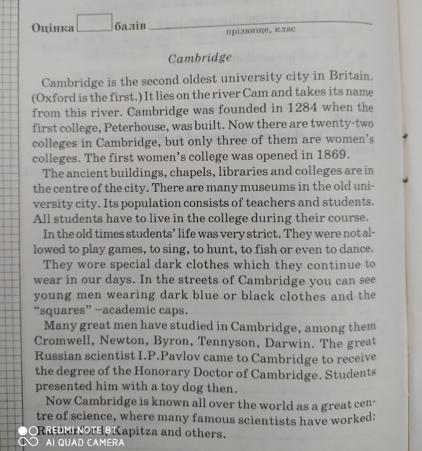 Оцінка балів
прізвище, клас
Cambridge
Cambridge is the second oldest university city in Britain.
(Oxford is the first.) It lies on the river Cam and takes its name
from this river. Cambridge was founded in 1284 when the
first college, Peterhouse, was built. Now there are twenty-two
colleges in Cambridge, but only three of them are women's
colleges. The first women's college was opened in 1869.
The ancient buildings, chapels, libraries and colleges are in
the centre of the city. There are many museums in the old uni-
versity city. Its population consists of teachers and students.
All students have to live in the college during their course.
In the old times students' life was very strict. They were not al-
lowed to play games, to sing, to hunt, to fish or even to dance.
They wore special dark clothes which they continue to
wear in our days. In the streets of Cambridge you can see
young men wearing dark blue or black clothes and the
“squares” –academic caps.
Many great men have studied in Cambridge, among them
Cromwell, Newton, Byron, Tennyson, Darwin. The great
Russian scientist I.P.Pavlov came to Cambridge to receive
the degree of the Honorary Doctor of Cambridge. Students
presented him with a toy dog then.
Now Cambridge is known all over the world as a great cen-
tre of science, where many famous scientists have worked:
Kapitza and others.
REDMI NOTE 8T
AI QUAD CAMERA